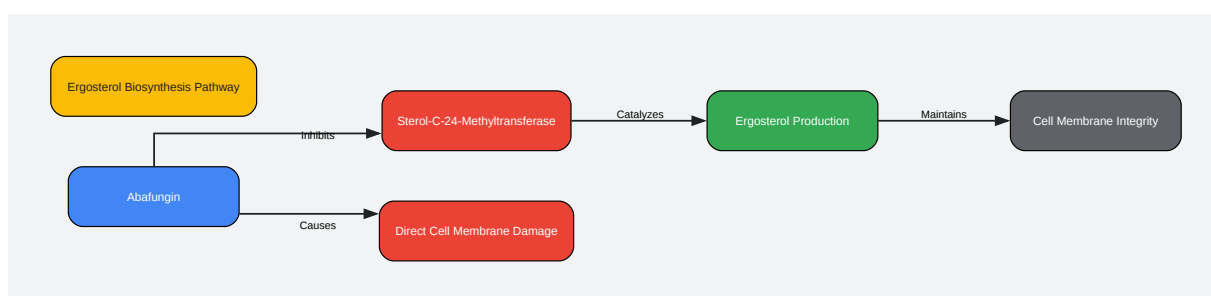 Ergosterol Biosynthesis Pathway
Inhibits
Sterol-C-24-Methyltransferase
Catalyzes
Ergosterol Production
Maintains
Cell Membrane Integrity
Abafungin
Causes
Direct Cell Membrane Damage